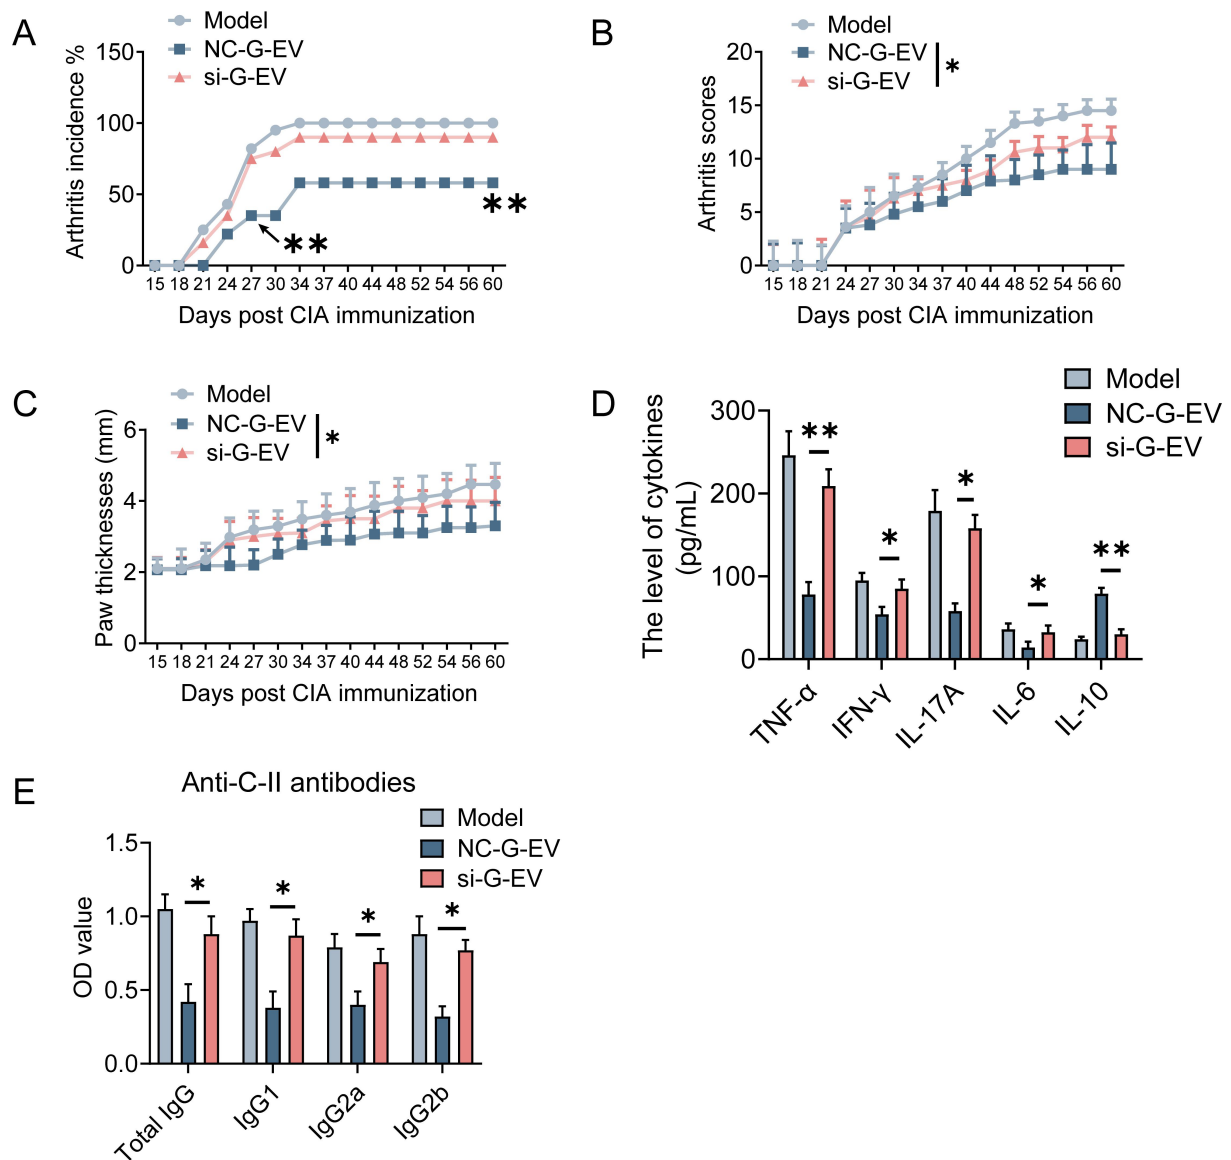 A
Model
NC-G-EV
si-G-EV
Arthritis incidence %
150
100
50
0
**
**
15 18 21 24 27 30 34 37 40 44 48 52 54 56 60
Days post CIA immunization
B
Model
NC-G-EV
si-G-EV
*
Arthritis scores
20
15
10
5
0
15 18 21 24 27 30 34 37 40 44 48 52 54 56 60
Days post CIA immunization
C
Model
NC-G-EV
si-G-EV
*
Paw thicknesses (mm)
6
4
2
0
15 18 21 24 27 30 34 37 40 44 48 52 54 56 60
Days post CIA immunization
D
Model
NC-G-EV
si-G-EV
The level of cytokines
(pg/mL)
300
200
100
0
**
*
*
*
**
TNF-α
IFN-γ
IL-17A
IL-6
IL-10
E
Anti-C-II antibodies
Model
NC-G-EV
si-G-EV
OD value
1.5
1.0
0.5
0.0
*
*
*
*
Total IgG
IgG1
IgG2a
IgG2b